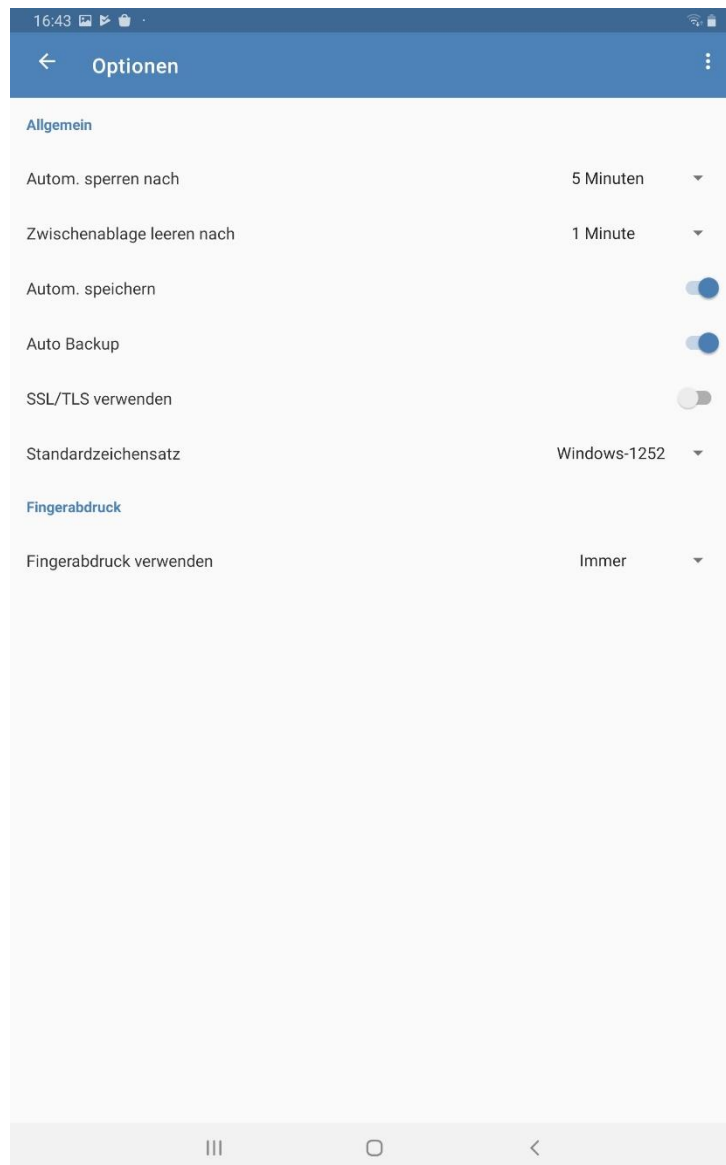 16:43
Optionen
Allgemein
Autom. sperren nach 5 Minuten
Zwischenablage leeren nach 1 Minute
Autom. speichern
Auto Backup
SSL/TLS verwenden
Standardzeichensatz Windows-1252
Fingerabdruck
Fingerabdruck verwenden Immer